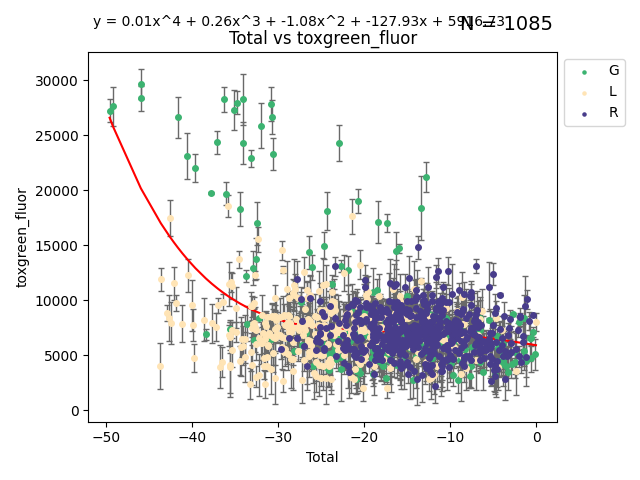 y = 0.01x^4 + 0.26x^3 + -1.08x^2 + -127.93x +
N = 1085
Total vs toxgreen_fluor
30000
25000
20000
15000
10000
5000
0
toxgreen_fluor
−50
−40
−30
−20
−10
0
Total
G
L
R